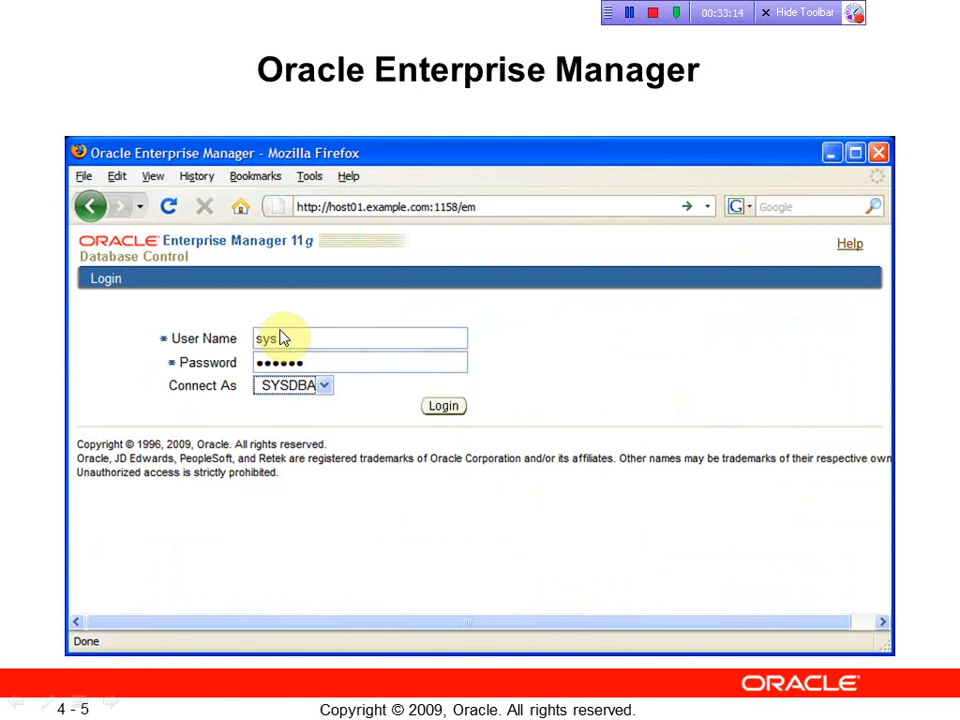 00:33:14 Hide Toolbar
Oracle Enterprise Manager
Oracle Enterprise Manager - Mozilla Firefox
File Edit View History Bookmarks Tools Help
http://host01.example.com:1158/em Google
ORACLE Enterprise Manager 11g
Database Control
Help
Login
User Name sys
Password ••••••
Connect As SYSDBA
Login
Copyright © 1996, 2009, Oracle. All rights reserved.
Oracle, JD Edwards, PeopleSoft, and Retek are registered trademarks of Oracle Corporation and/or its affiliates. Other names may be trademarks of their respective own
Unauthorized access is strictly prohibited.
Done
ORACLE
4 - 5
Copyright © 2009, Oracle. All rights reserved.